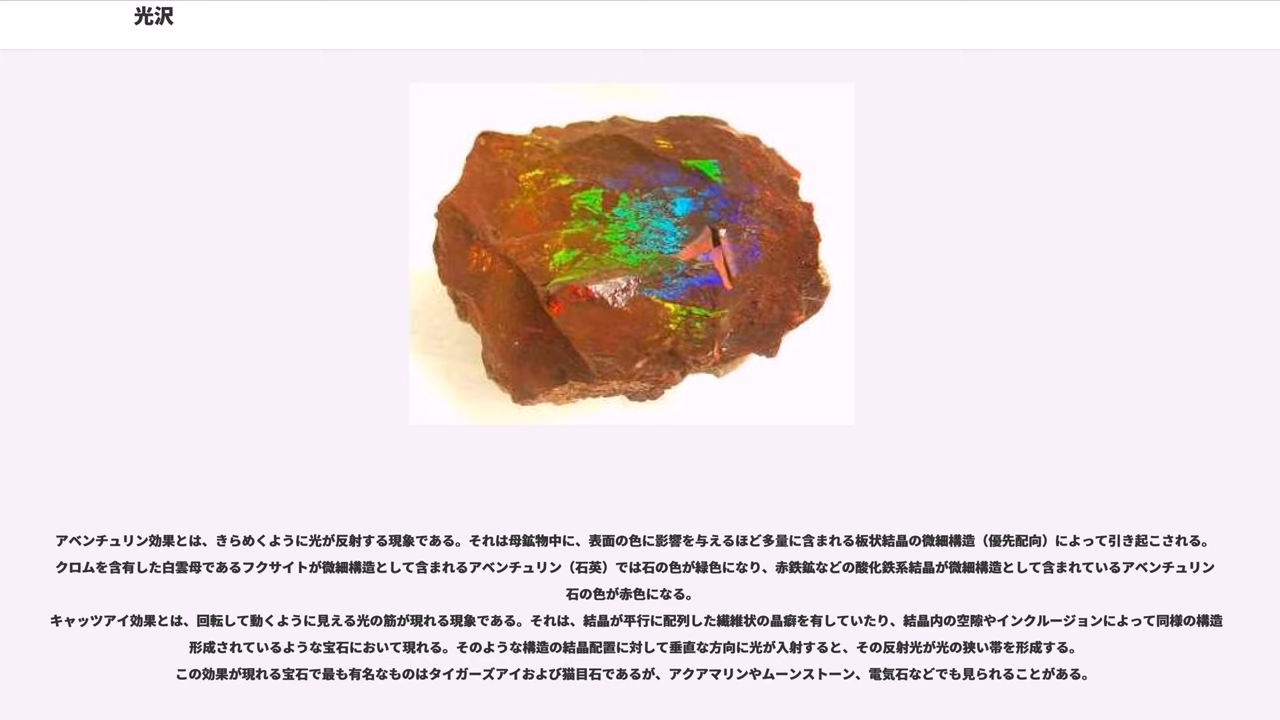 光沢
アベンチュリン効果とは、きらめくように光が反射する現象である。それは母鉱物中に、表面の色に影響を与えるほど多量に含まれる板状結晶の微細構造（優先配向）によって引き起こされる。
クロムを含有した白雲母であるフクサイトが微細構造として含まれるアベンチュリン（石英）では石の色が緑色になり、赤鉄鉱などの酸化鉄系結晶が微細構造として含まれているアベンチュリン
石の色が赤色になる。
キャッツアイ効果とは、回転して動くように見える光の筋が現れる現象である。それは、結晶が平行に配列した繊維状の晶癖を有していたり、結晶内の空隙やインクルージョンによって同様の構造
形成されているような宝石において現れる。そのような構造の結晶配置に対して垂直な方向に光が入射すると、その反射光が光の狭い帯を形成する。
この効果が現れる宝石で最も有名なものはタイガーズアイおよび猫目石であるが、アクアマリンやムーンストーン、電気石などでも見られることがある。